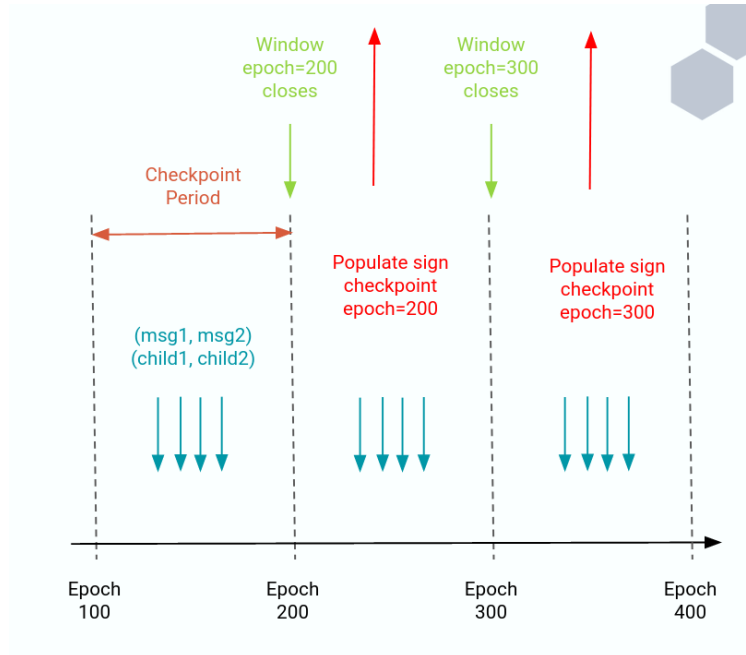 Window
epoch=200
closes
Window
epoch=300
closes
Checkpoint
Period
Populate sign
checkpoint
epoch=200
Populate sign
checkpoint
epoch=300
(msg1, msg2)
(child1, child2)
Epoch
100
Epoch
200
Epoch
300
Epoch
400